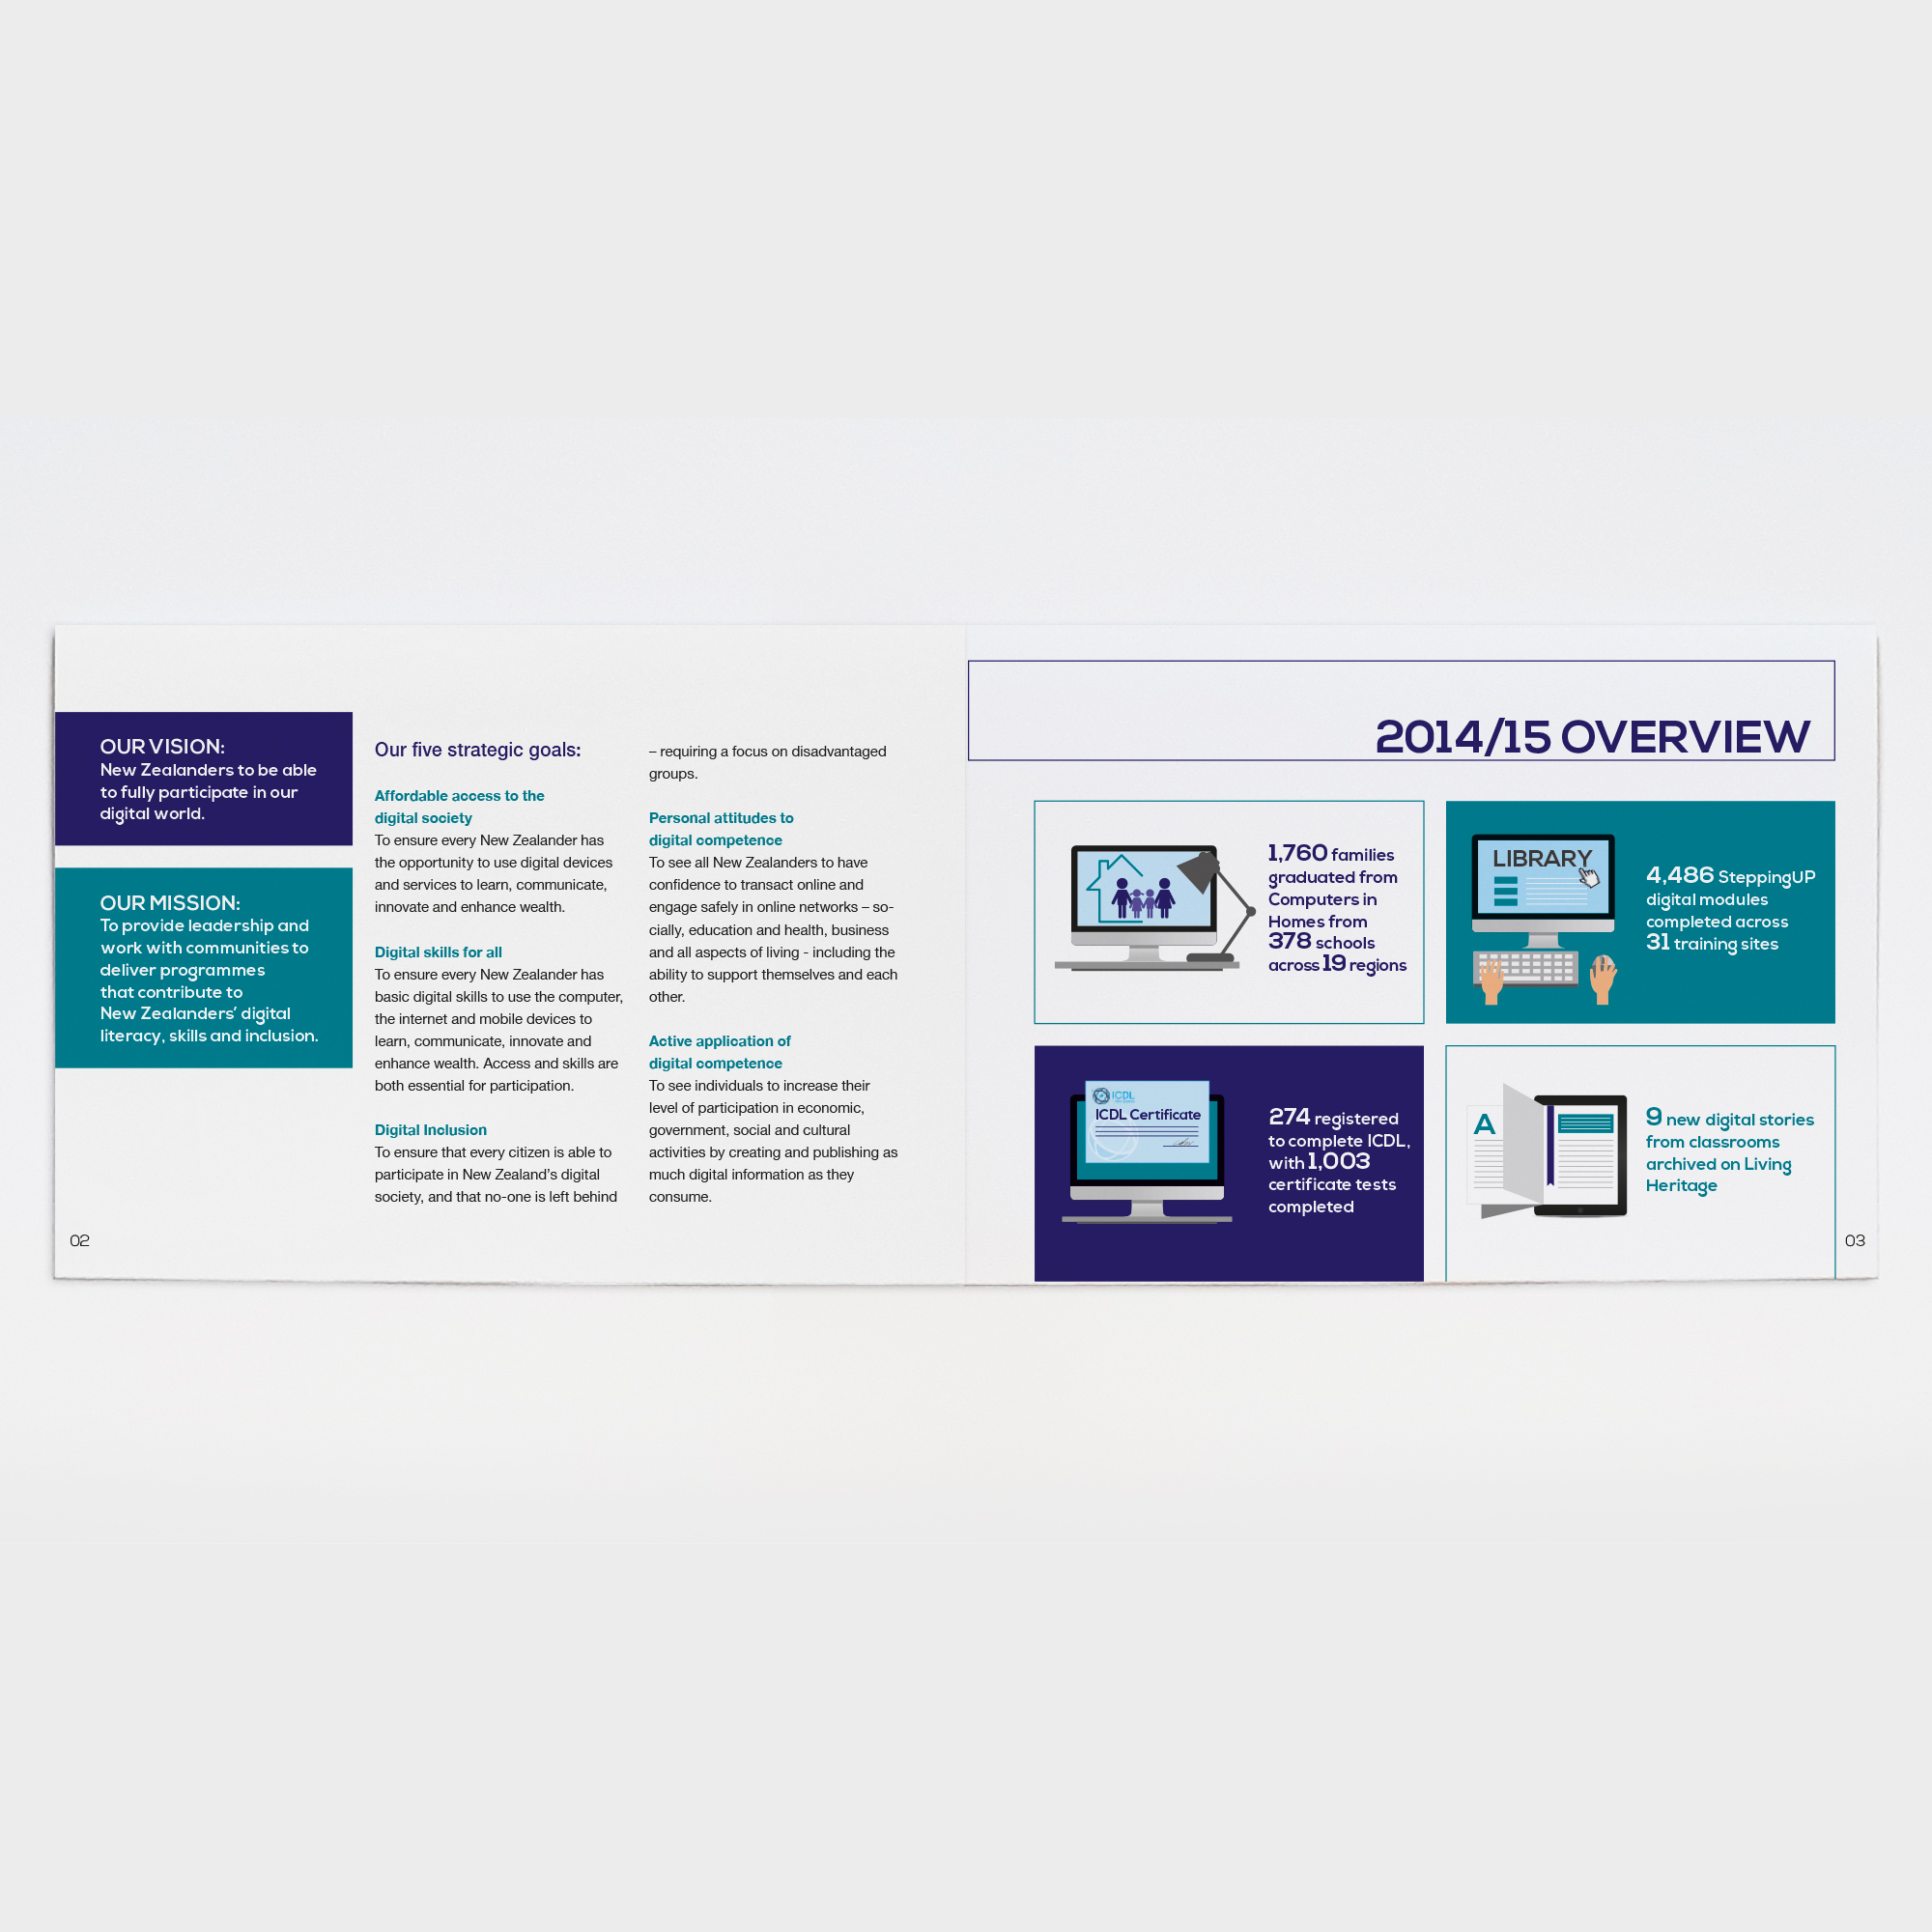 OUR VISION:
New Zealanders to be able
to fully participate in our
digital world.
OUR MISSION:
To provide leadership and
work with communities to
deliver programmes
that contribute to
New Zealanders’ digital
literacy, skills and inclusion.
02
Our five strategic goals:
Affordable access to the
digital society
To ensure every New Zealander has
the opportunity to use digital devices
and services to learn, communicate,
innovate and enhance wealth.
Digital skills for all
To ensure every New Zealander has
basic digital skills to use the computer,
the internet and mobile devices to
learn, communicate, innovate and
enhance wealth. Access and skills are
both essential for participation.
Digital Inclusion
To ensure that every citizen is able to
participate in New Zealand’s digital
society, and that no-one is left behind
– requiring a focus on disadvantaged
groups.
Personal attitudes to
digital competence
To see all New Zealanders to have
confidence to transact online and
engage safely in online networks – so-
cially, education and health, business
and all aspects of living - including the
ability to support themselves and each
other.
Active application of
digital competence
To see individuals to increase their
level of participation in economic,
government, social and cultural
activities by creating and publishing as
much digital information as they
consume.
2014/15 OVERVIEW
1,760 families
graduated from
Computers in
Homes from
378 schools
across 19 regions
LIBRARY
4,486 SteppingUP
digital modules
completed across
31 training sites
ICDL
ICDL Certificate
274 registered
to complete ICDL,
with 1,003
certificate tests
completed
A
9 new digital stories
from classrooms
archived on Living
Heritage
03